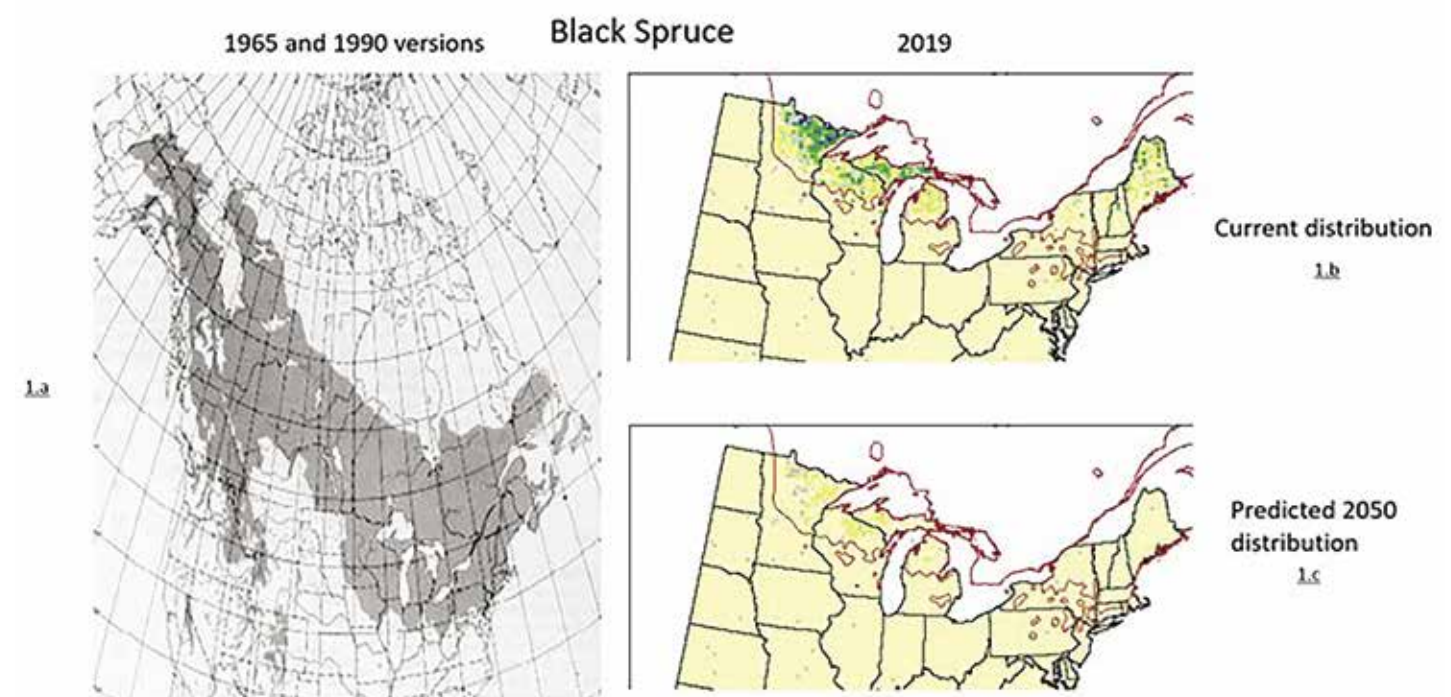 Black Spruce
1965 and 1990 versions
2019
1.a
Current distribution
1.b
Predicted 2050
distribution
1.c